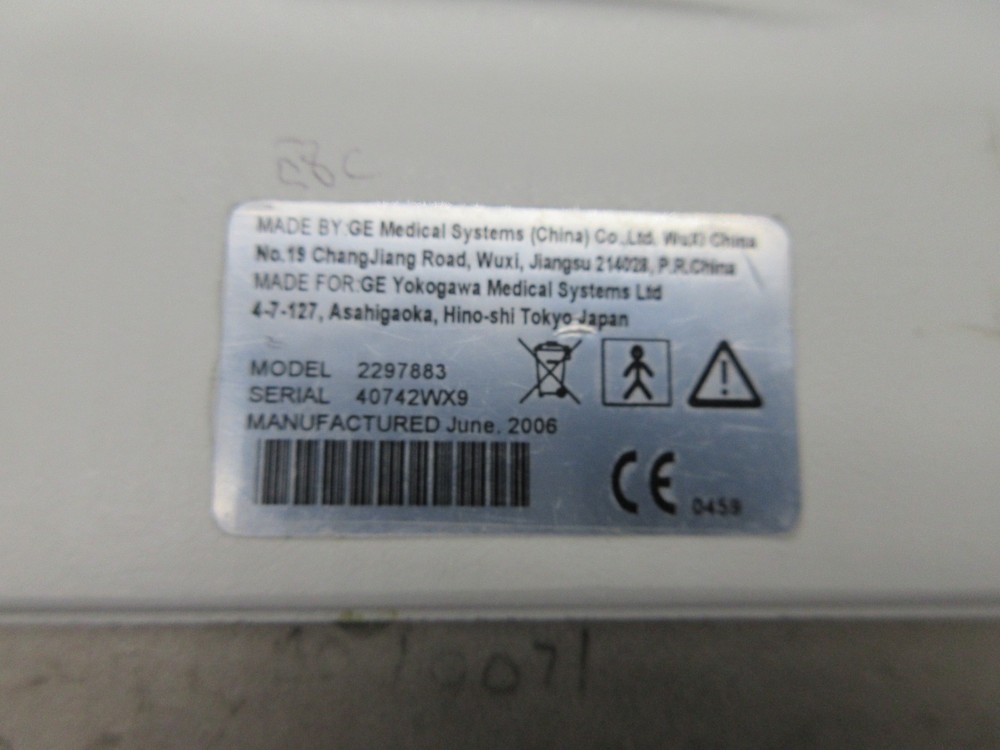 MADE BY:GE Medical Systems (China) Co.,Ltd. WuXi China
No.19 ChangJiang Road, Wuxi, Jiangsu 214028, P.R.China
MADE FOR:GE Yokogawa Medical Systems Ltd
4-7-127, Asahigaoka, Hino-shi Tokyo Japan
MODEL 2297883
SERIAL 40742WX9
MANUFACTURED June, 2006
CE 0459